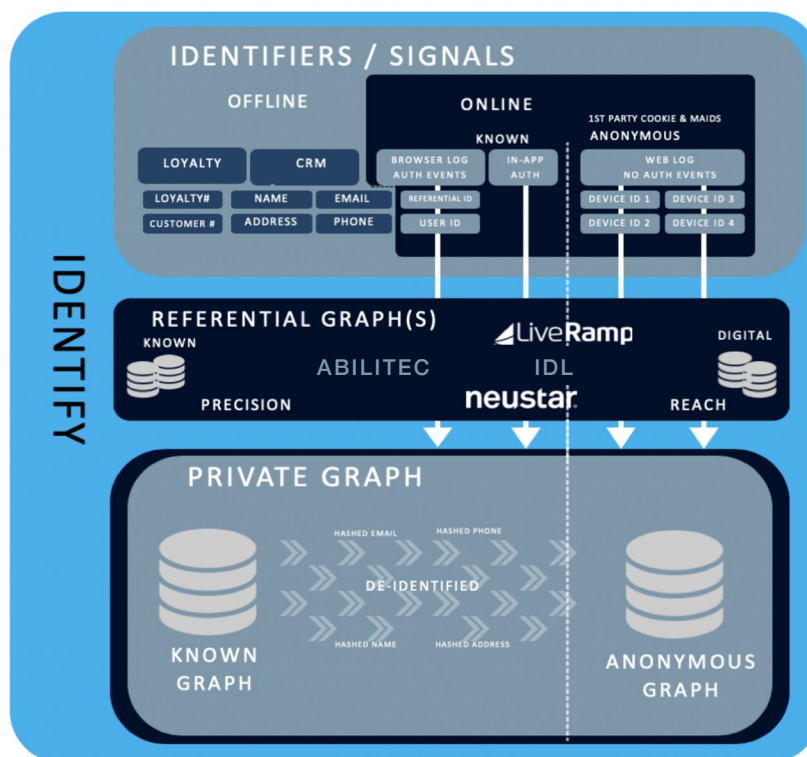 IDENTIFY
IDENTIFIERS / SIGNALS
OFFLINE
ONLINE
1ST PARTY COOKIE & MAIDS
KNOWN
ANONYMOUS
LOYALTY
CRM
BROWSER LOG
AUTH EVENTS
IN-APP
AUTH
WEB LOG
NO AUTH EVENTS
LOYALTY#
NAME
EMAIL
REFERENTIAL ID
DEVICE ID 1
DEVICE ID 3
CUSTOMER #
ADDRESS
PHONE
USER ID
DEVICE ID 2
DEVICE ID 4
REFERENTIAL GRAPH(S)
LiveRamp
KNOWN
DIGITAL
ABILITEC
IDL
PRECISION
neustar
REACH
PRIVATE GRAPH
HASHED EMAIL
HASHED PHONE
DE-IDENTIFIED
HASHED NAME
HASHED ADDRESS
KNOWN
GRAPH
ANONYMOUS
GRAPH